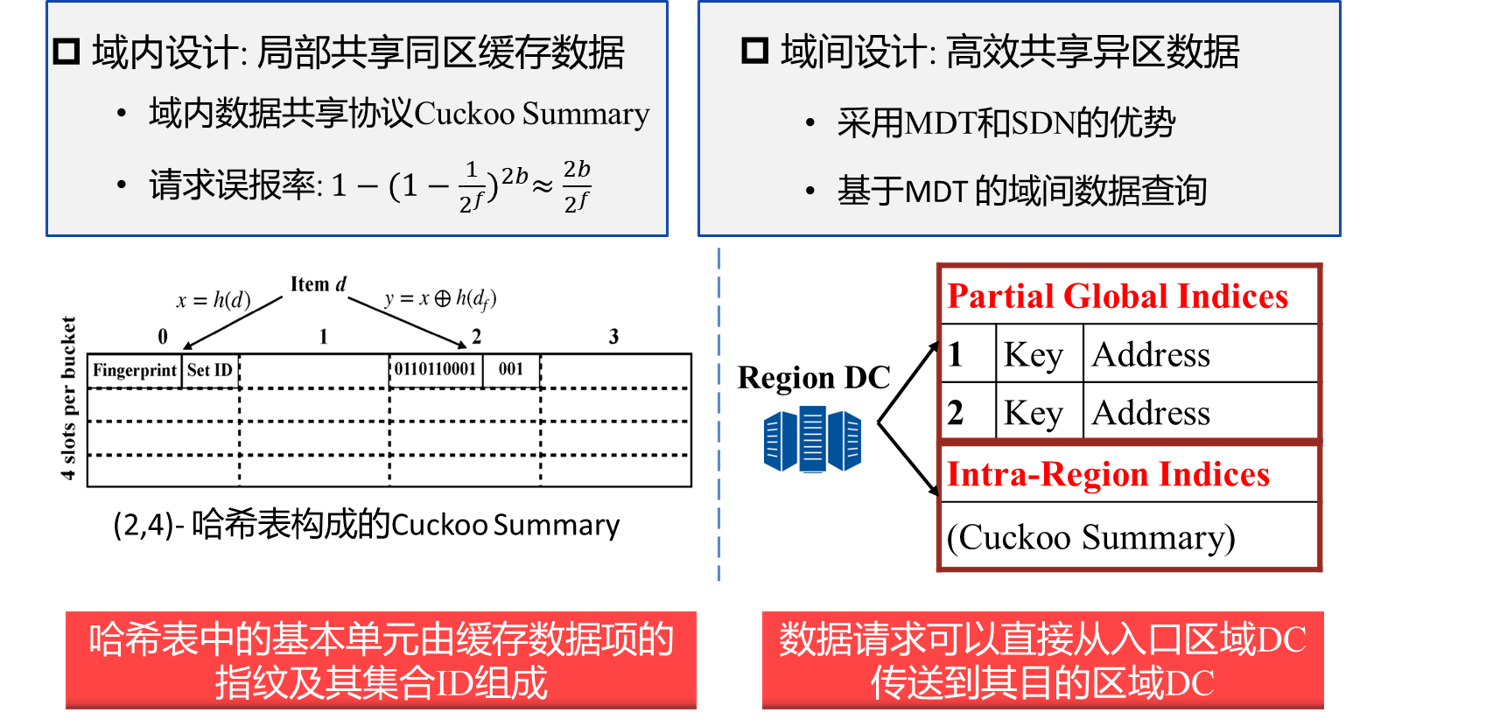 域内设计: 局部共享同区缓存数据
• 域内数据共享协议Cuckoo Summary
• 请求误报率: 1 − (1 − 1/2^f)^2b ≈ 2b/2^f
域间设计: 高效共享异区数据
• 采用MDT和SDN的优势
• 基于MDT 的域间数据查询
Item d
x = h(d)
y = x ⊕ h(d_f)
0 1 2 3
4 slots per bucket
Fingerprint Set ID 0110110001 001
(2,4)- 哈希表构成的Cuckoo Summary
Region DC
Partial Global Indices
1 Key Address
2 Key Address
Intra-Region Indices
(Cuckoo Summary)
哈希表中的基本单元由缓存数据项的
指纹及其集合ID组成
数据请求可以直接从入口区域DC
传送到其目的区域DC